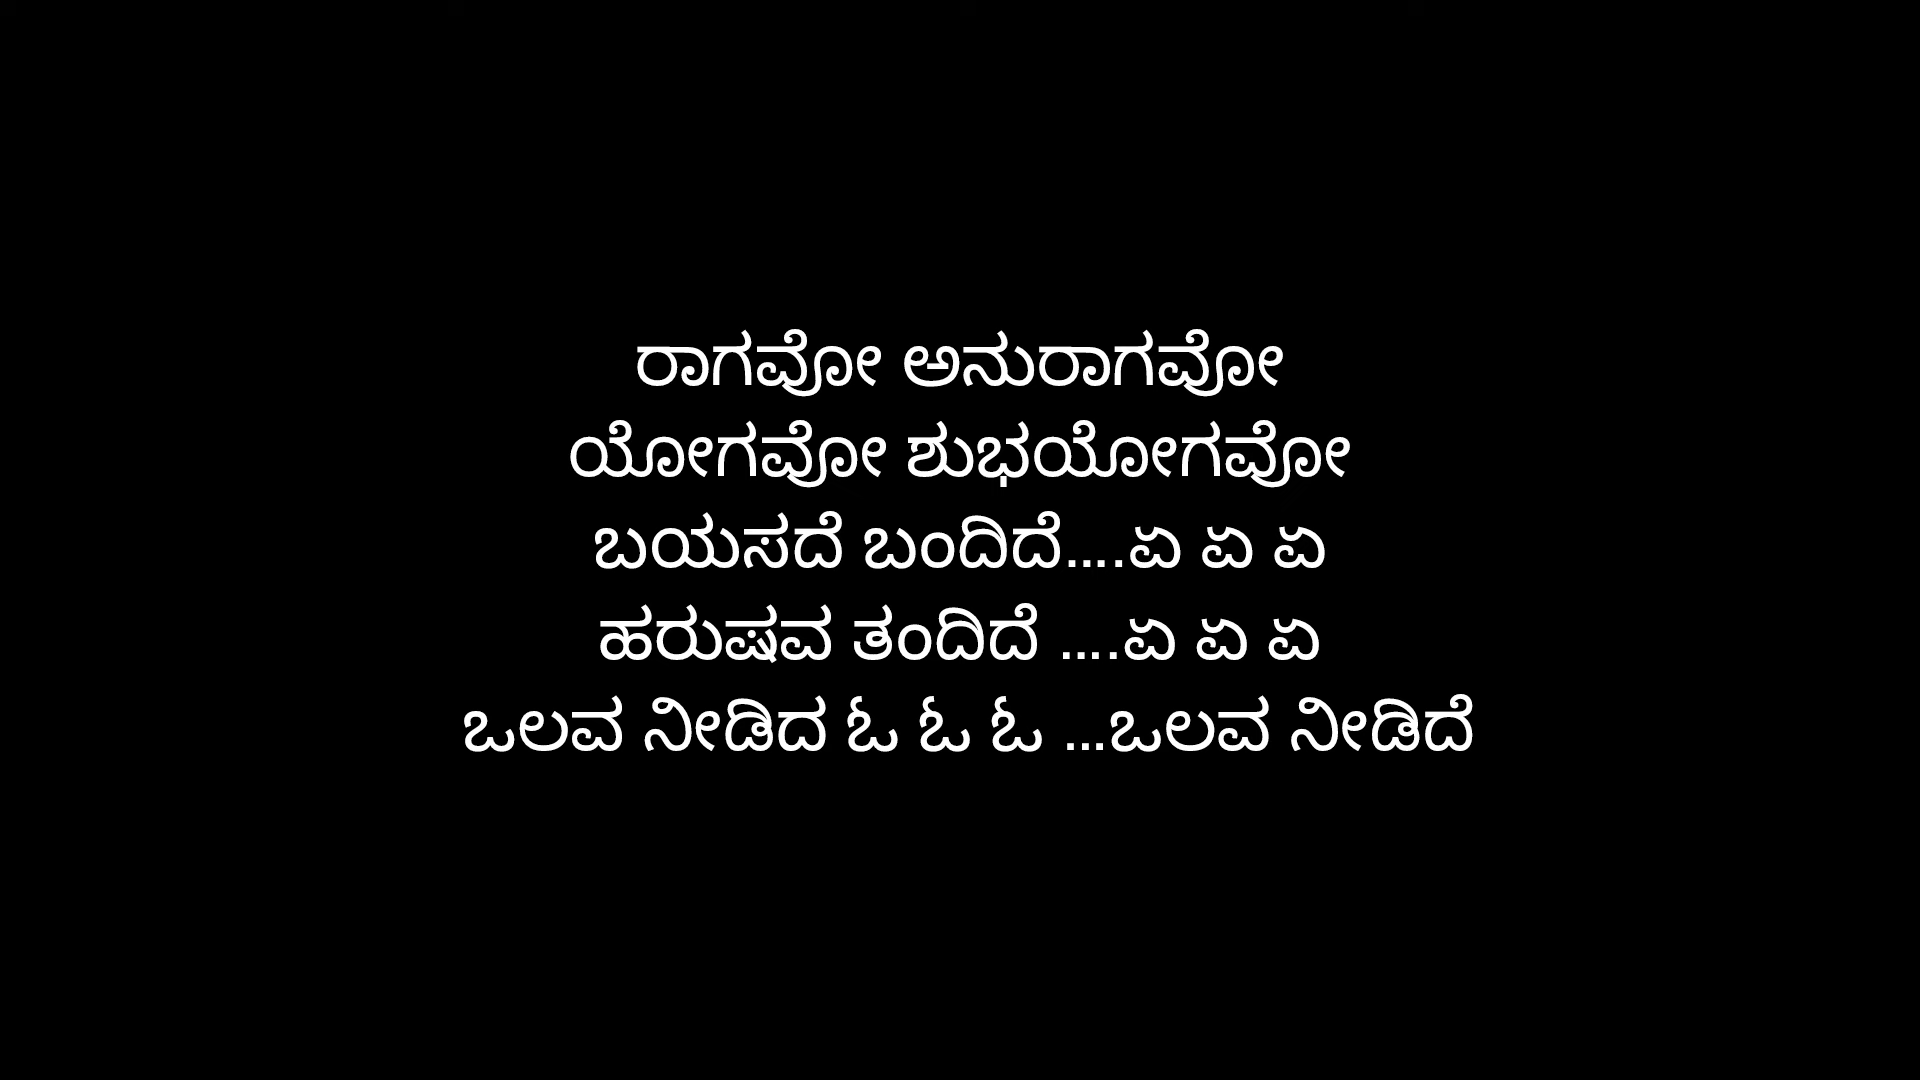 ರಾಗವೋ ಅನುರಾಗವೋ
ಯೋಗವೋ ಶುಭಯೋಗವೋ
ಬಯಸದೆ ಬಂದಿದೆ....ಏ ಏ ಏ
ಹರುಷವ ತಂದಿದೆ ....ಏ ಏ ಏ
ಒಲವ ನೀಡಿದ ಓ ಓ ಓ ...ಒಲವ ನೀಡಿದೆ